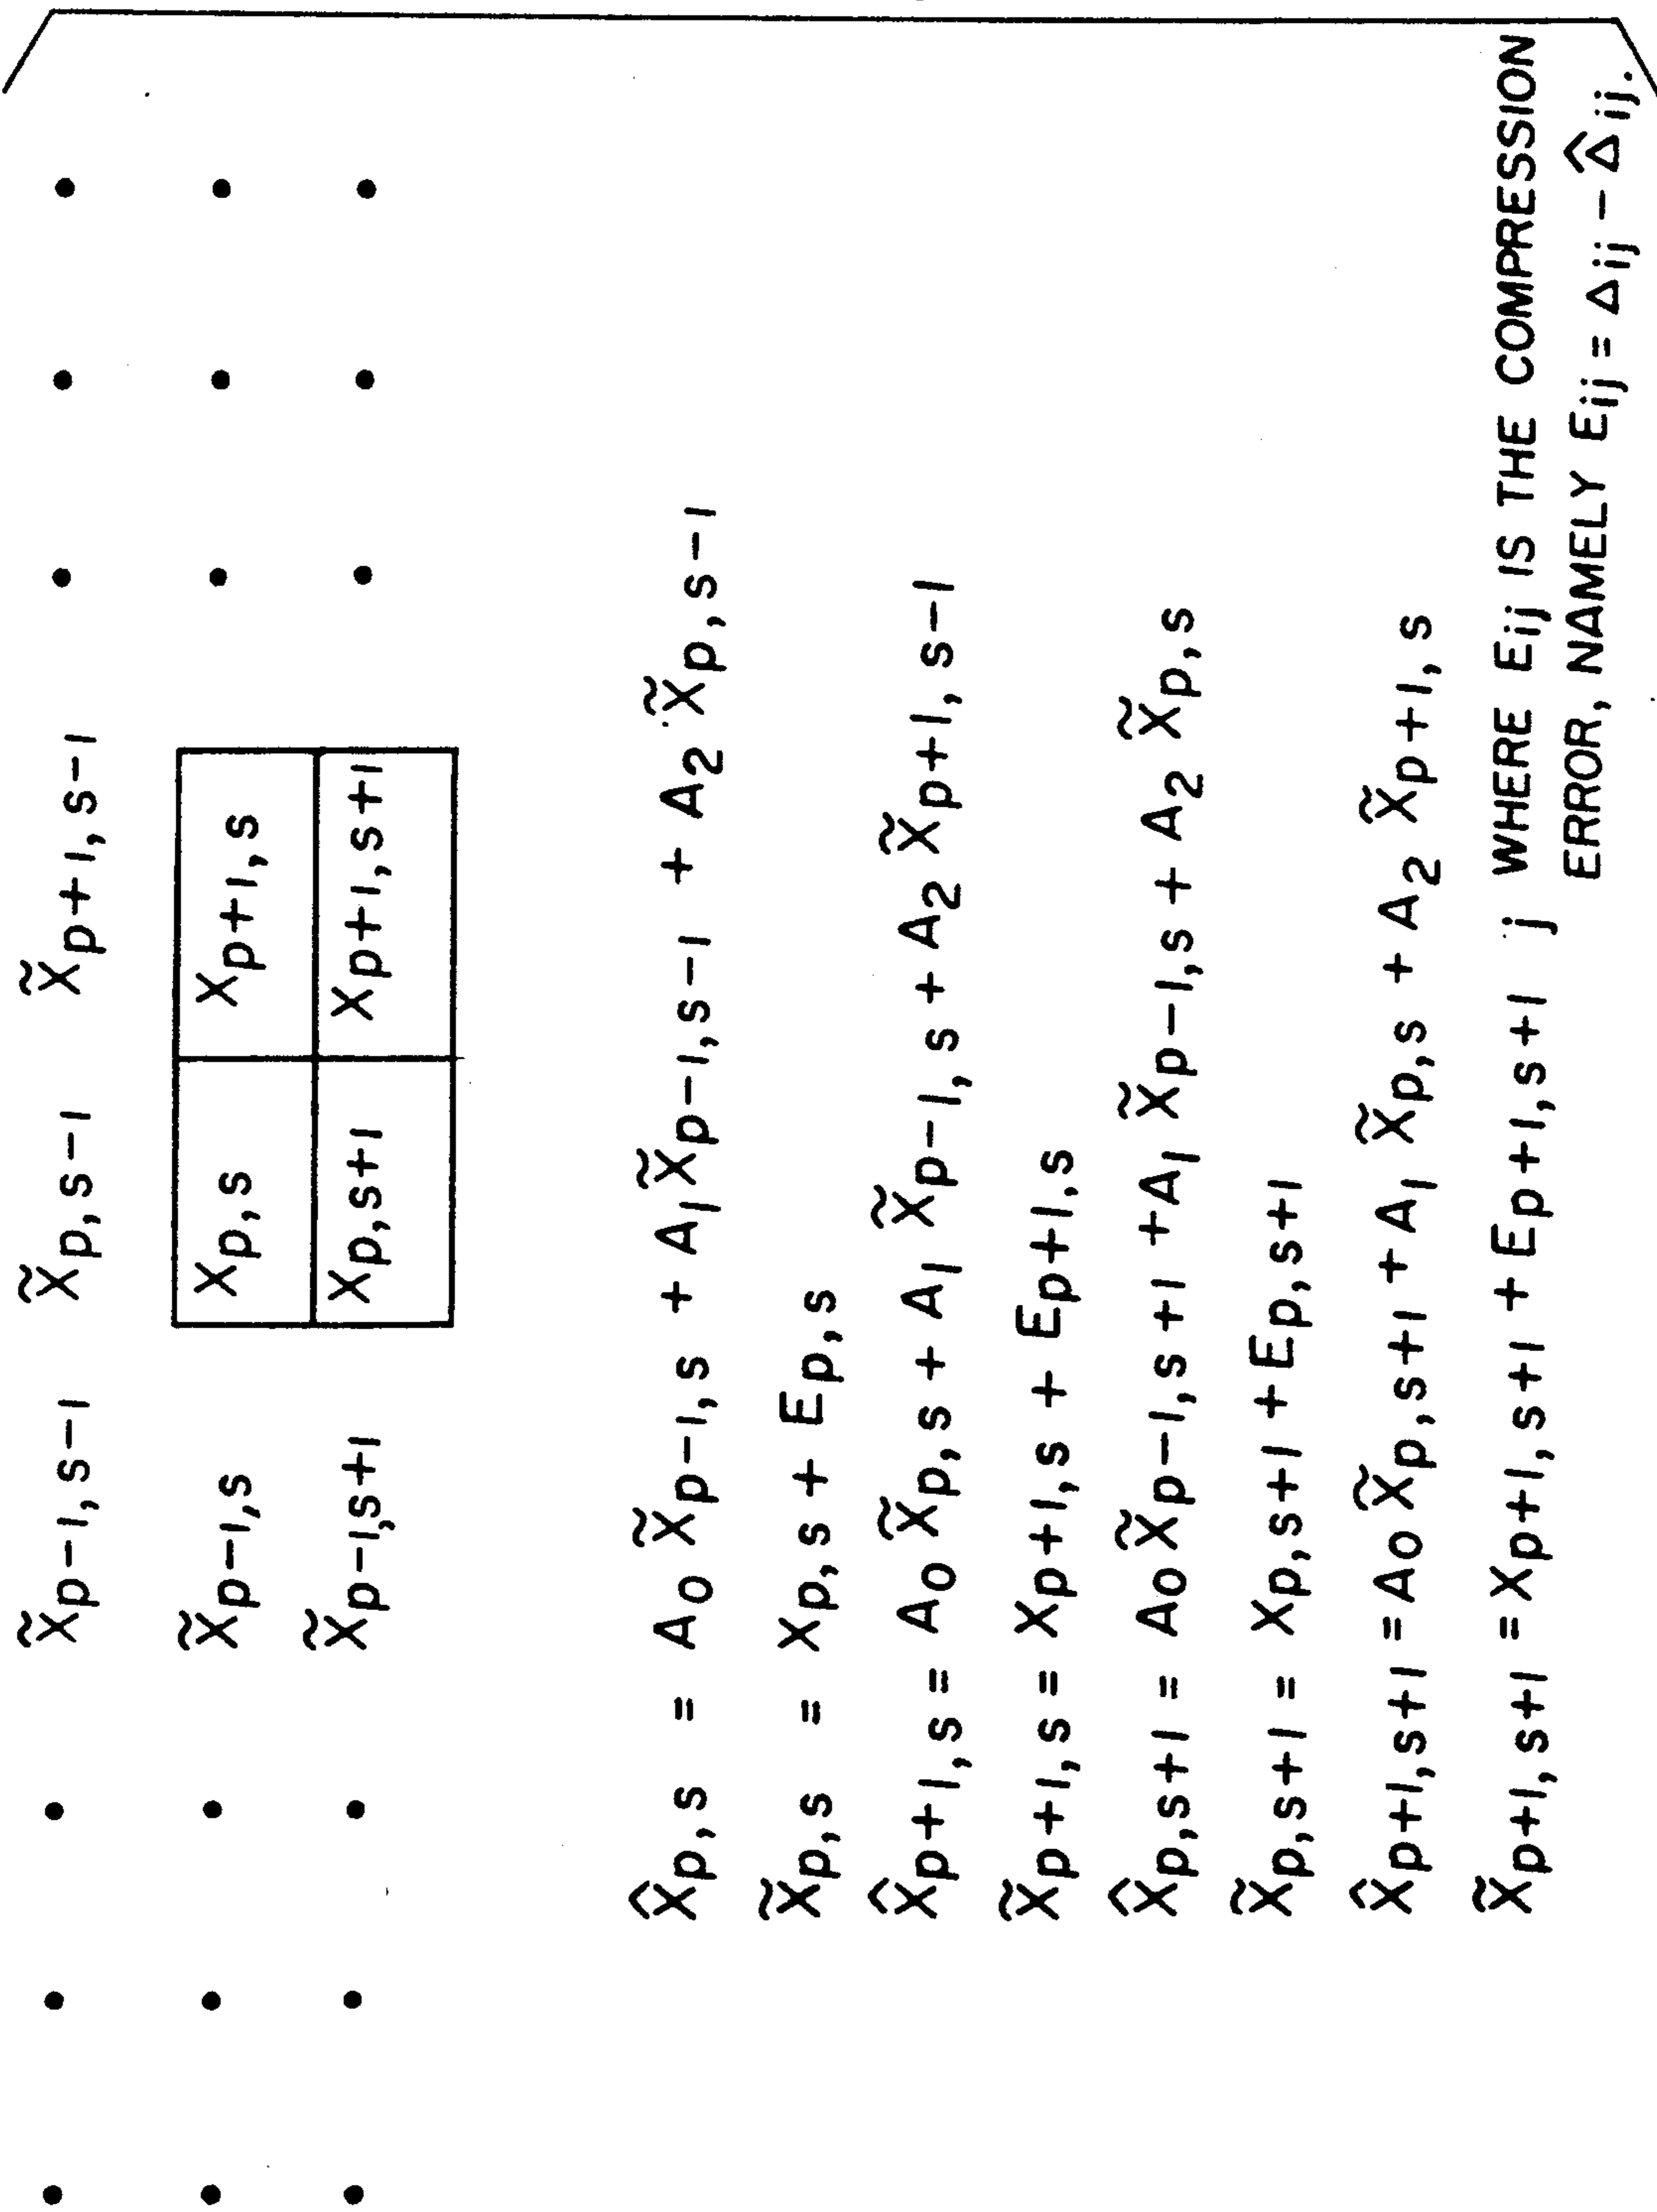 • • • X̃p-1,s-1 X̃p,s-1 X̃p+1,s-1 • • •
• • • X̃p-1,s Xp,s Xp+1,s • • •
• • • X̃p-1,s+1 Xp,s+1 Xp+1,s+1 • • •
X̂p,s = A0 X̃p-1,s + A1 X̃p-1,s-1 + A2 X̃p,s-1
X̃p,s = Xp,s + Ep,s
X̂p+1,s = A0 X̃p,s + A1 X̃p-1,s + A2 X̃p+1,s-1
X̃p+1,s = Xp+1,s + Ep+1,s
X̂p,s+1 = A0 X̃p-1,s+1 + A1 X̃p-1,s + A2 X̃p,s
X̃p,s+1 = Xp,s+1 + Ep,s+1
X̂p+1,s+1 = A0 X̃p,s+1 + A1 X̃p,s + A2 X̃p+1,s
X̃p+1,s+1 = Xp+1,s+1 + Ep+1,s+1 ; WHERE Eij IS THE COMPRESSION
ERROR, NAMELY Eij = Δij - Δ̂ij.